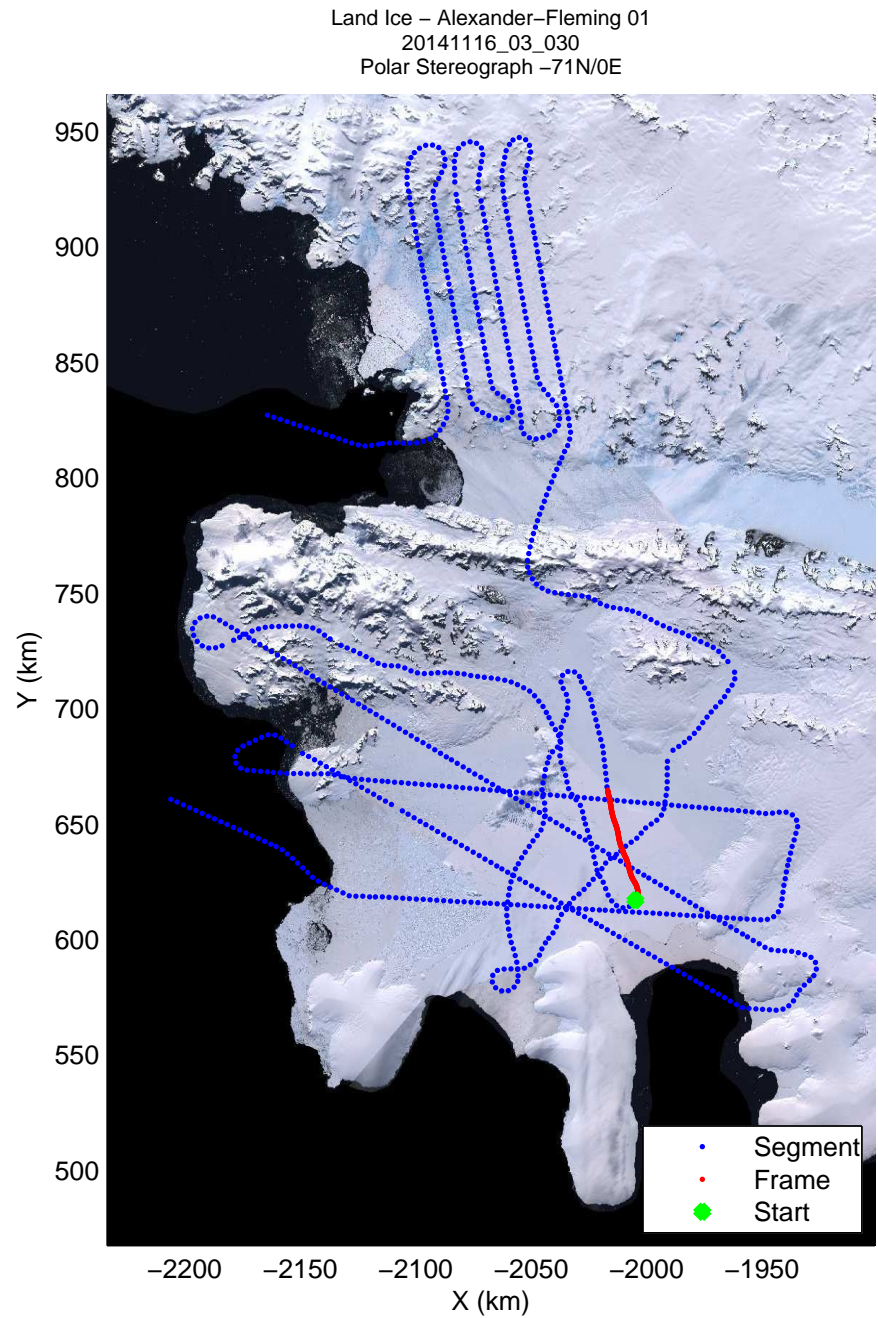 Land Ice − Alexander−Fleming 01
20141116_03_030
Polar Stereograph −71N/0E
950
900
850
800
750
700
650
600
550
500
Y (km)
−2200
−2150
−2100
−2050
−2000
−1950
X (km)
Segment
Frame
Start